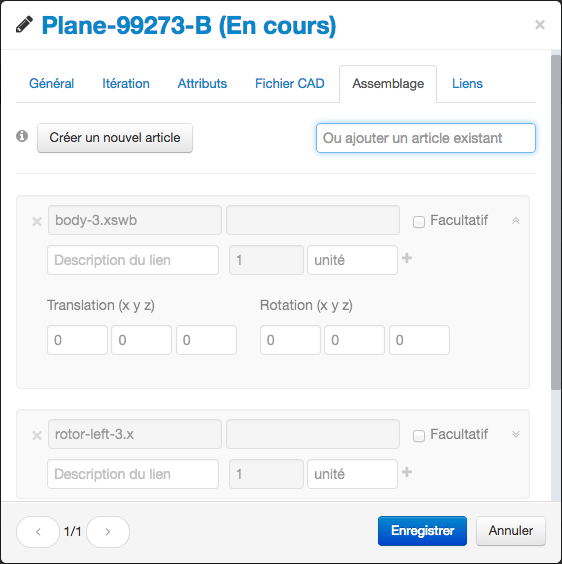 Plane-99273-B (En cours) ×
Général Itération Attributs Fichier CAD Assemblage Liens
Créer un nouvel article Ou ajouter un article existant
body-3.xswb Facultatif
Description du lien 1 unité +
Translation (x y z) Rotation (x y z)
0 0 0 0 0 0
rotor-left-3.x Facultatif
Description du lien 1 unité +
1/1 Enregistrer Annuler